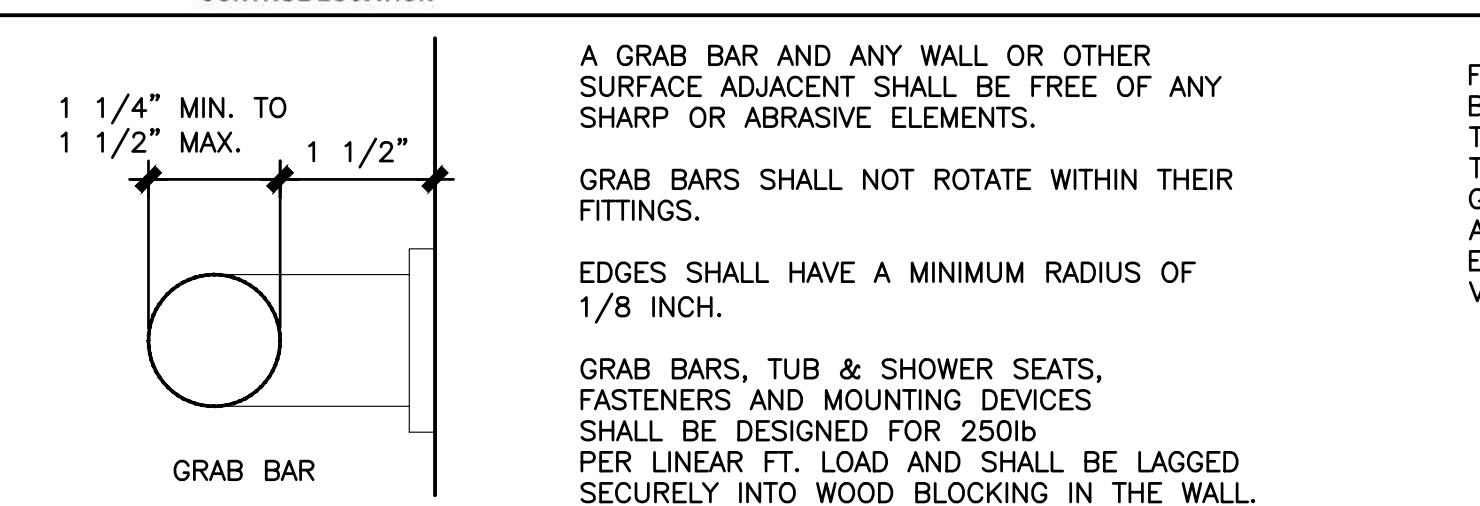 1 1/4" MIN. TO
1 1/2" MAX.
1 1/2"
GRAB BAR
A GRAB BAR AND ANY WALL OR OTHER
SURFACE ADJACENT SHALL BE FREE OF ANY
SHARP OR ABRASIVE ELEMENTS.
GRAB BARS SHALL NOT ROTATE WITHIN THEIR
FITTINGS.
EDGES SHALL HAVE A MINIMUM RADIUS OF
1/8 INCH.
GRAB BARS, TUB & SHOWER SEATS,
FASTENERS AND MOUNTING DEVICES
SHALL BE DESIGNED FOR 250lb
PER LINEAR FT. LOAD AND SHALL BE LAGGED
SECURELY INTO WOOD BLOCKING IN THE WALL.